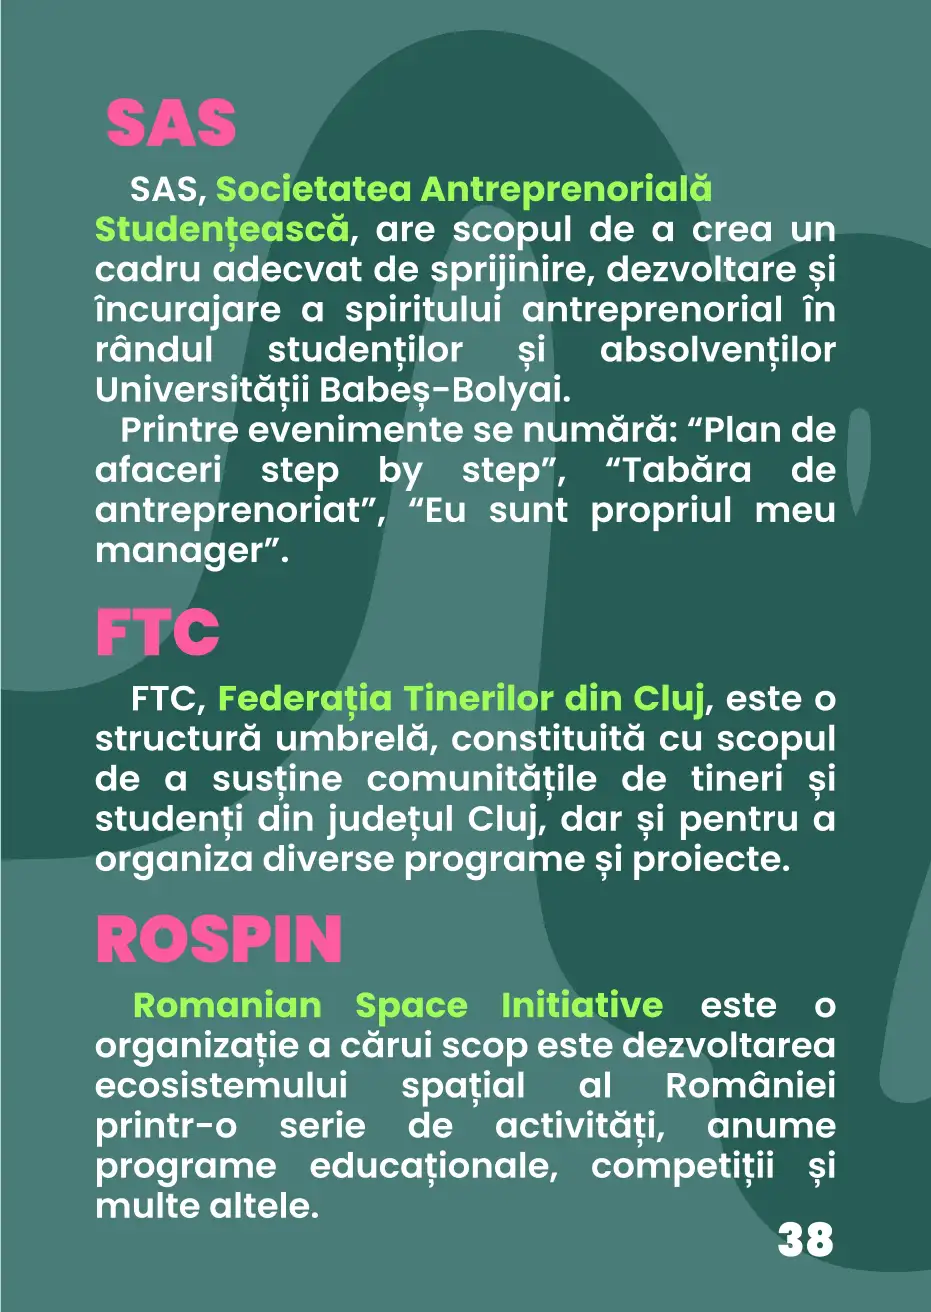 SAS
SAS, Societatea Antreprenorială
Studențească, are scopul de a crea un
cadru adecvat de sprijinire, dezvoltare și
încurajare a spiritului antreprenorial în
rândul studenților și absolvenților
Universității Babeș-Bolyai.
Printre evenimente se numără: “Plan de
afaceri step by step”, “Tabăra de
antreprenoriat”, “Eu sunt propriul meu
manager”.
FTC
FTC, Federația Tinerilor din Cluj, este o
structură umbrelă, constituită cu scopul
de a susține comunitățile de tineri și
studenți din județul Cluj, dar și pentru a
organiza diverse programe și proiecte.
ROSPIN
Romanian Space Initiative este o
organizație a cărui scop este dezvoltarea
ecosistemului spațial al României
printr-o serie de activități, anume
programe educaționale, competiții și
multe altele.
38